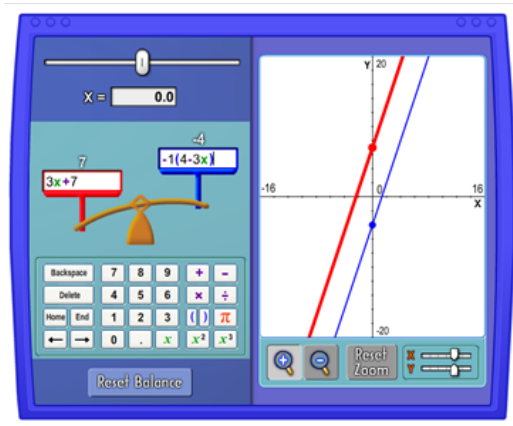 X = 0.0
7
3x+7
-4
-1(4-3x)
Backspace 7 8 9 + -
Delete 4 5 6 × ÷
Home End 1 2 3 ( ) π
← → 0 . x x² x³
Reset Balance
Y 20
-16 0 16
X
-20
Reset
Zoom
X
Y